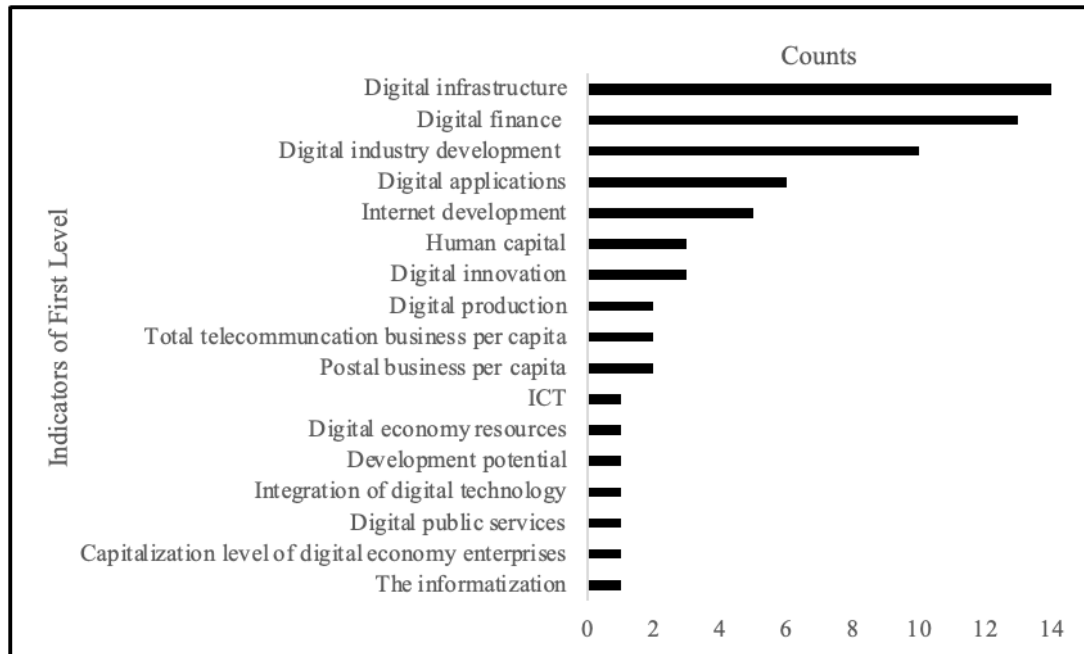 Counts
Indicators of First Level
Digital infrastructure
Digital finance
Digital industry development
Digital applications
Internet development
Human capital
Digital innovation
Digital production
Total telecommuncation business per capita
Postal business per capita
ICT
Digital economy resources
Development potential
Integration of digital technology
Digital public services
Capitalization level of digital economy enterprises
The informatization
0 2 4 6 8 10 12 14